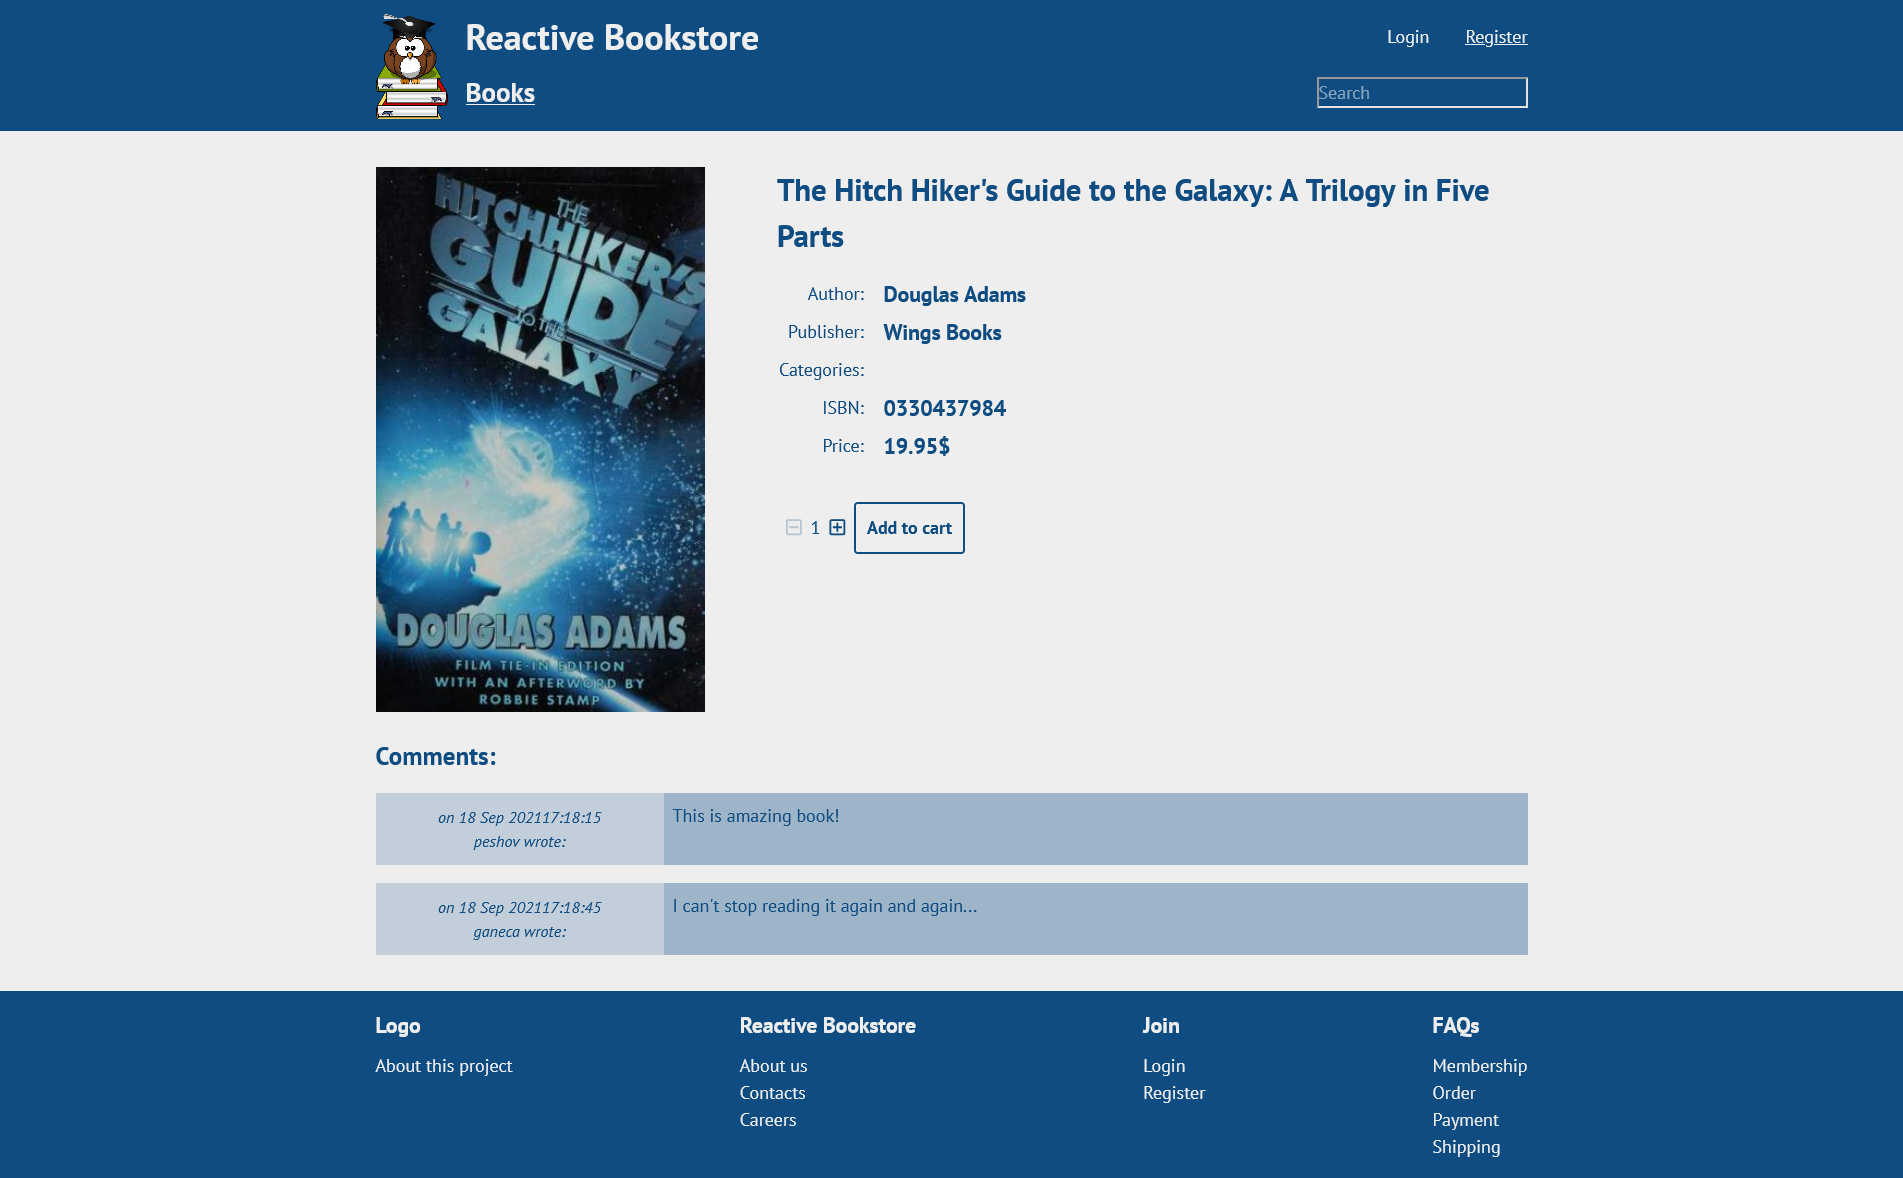 Reactive Bookstore
Login Register
Books
Search
THE
HITCHHIKER'S
GUIDE
TO THE
GALAXY
DOUGLAS ADAMS
FILM TIE-IN EDITION
WITH AN AFTERWORD BY
ROBBIE STAMP
The Hitch Hiker's Guide to the Galaxy: A Trilogy in Five
Parts
Author: Douglas Adams
Publisher: Wings Books
Categories:
ISBN: 0330437984
Price: 19.95$
1 Add to cart
Comments:
on 18 Sep 202117:18:15
peshov wrote:
This is amazing book!
on 18 Sep 202117:18:45
ganeca wrote:
I can't stop reading it again and again...
Logo
About this project
Reactive Bookstore
About us
Contacts
Careers
Join
Login
Register
FAQs
Membership
Order
Payment
Shipping